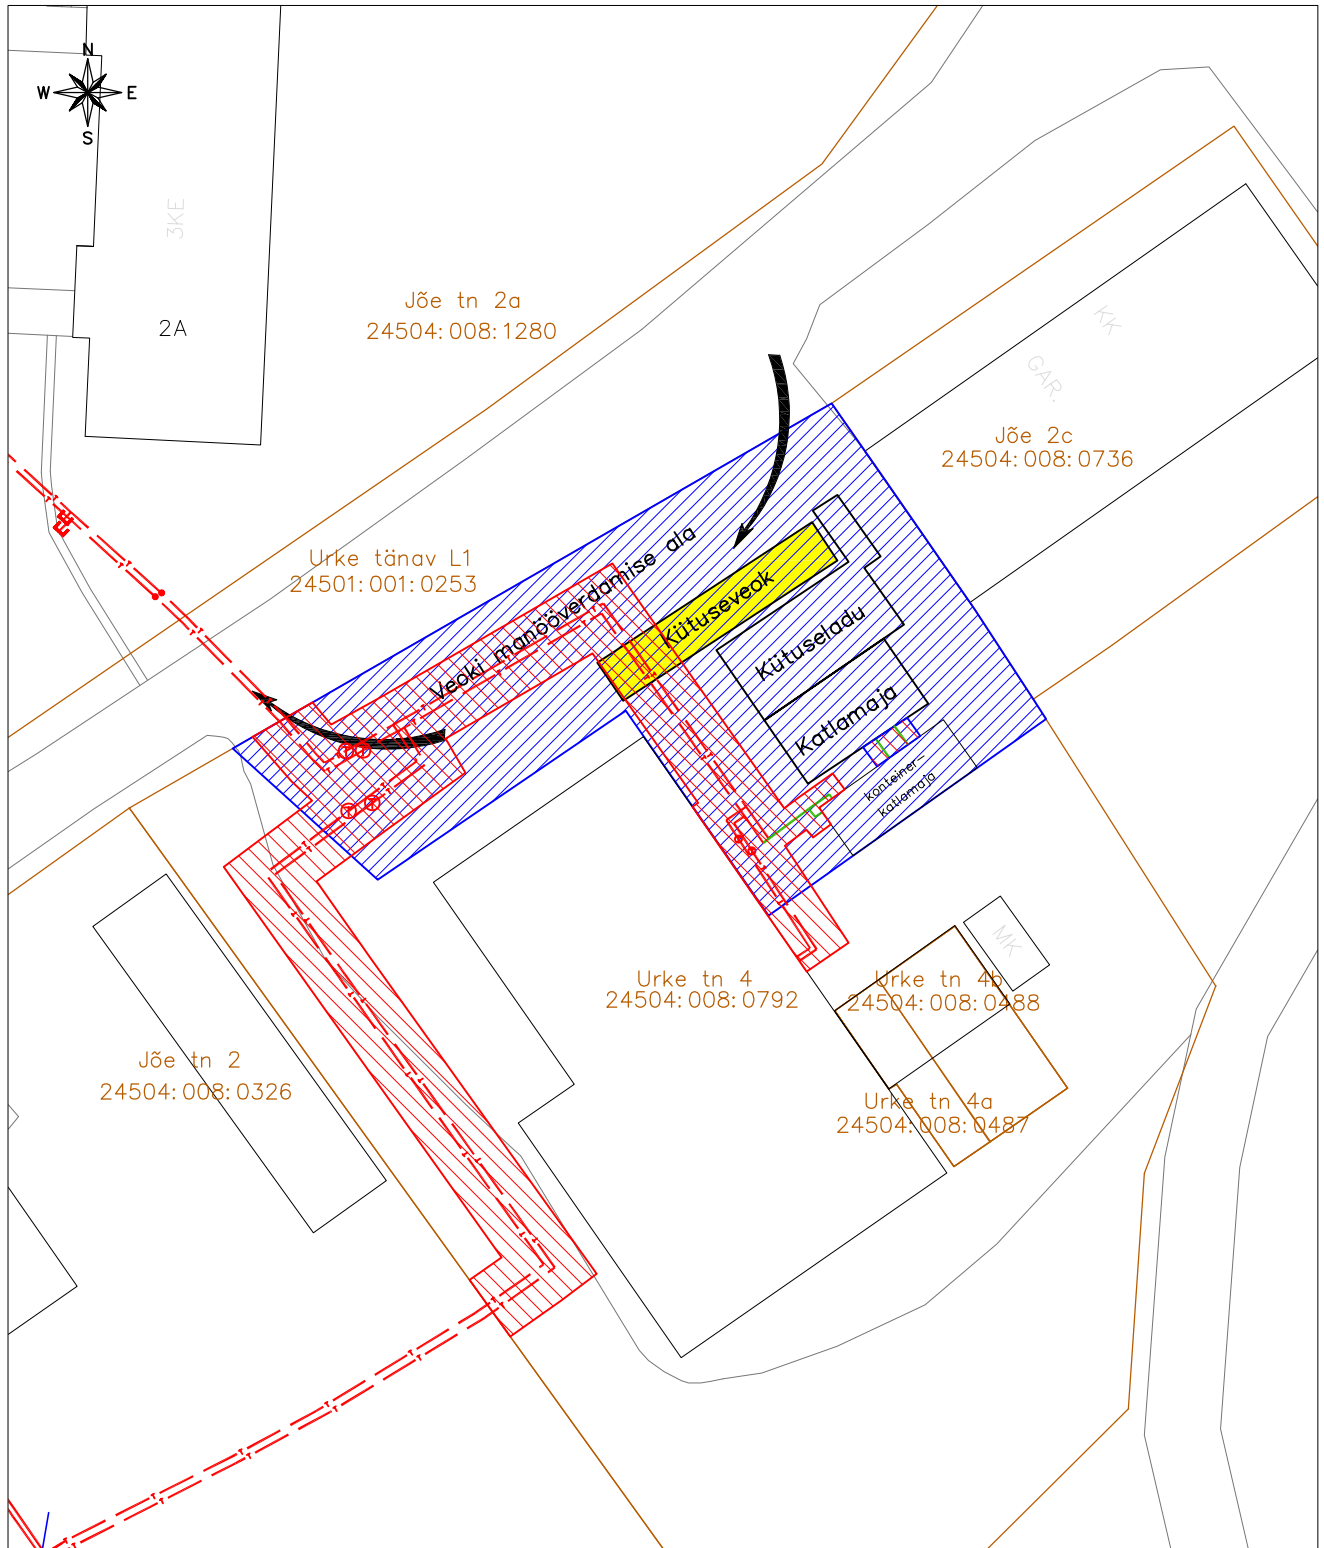 N
W E
S
3KE
2A
Jõe tn 2a
24504:008:1280
KK
GAR.
Jõe 2c
24504:008:0736
Urke tänav L1
24501:001:0253
Veoki manööverdamise ala
Kütuseveok
Kütuseladu
Katlamaja
konteiner-
katlamaja
MK
Urke tn 4
24504:008:0792
Urke tn 4b
24504:008:0488
Jõe tn 2
24504:008:0326
Urke tn 4a
24504:008:0487